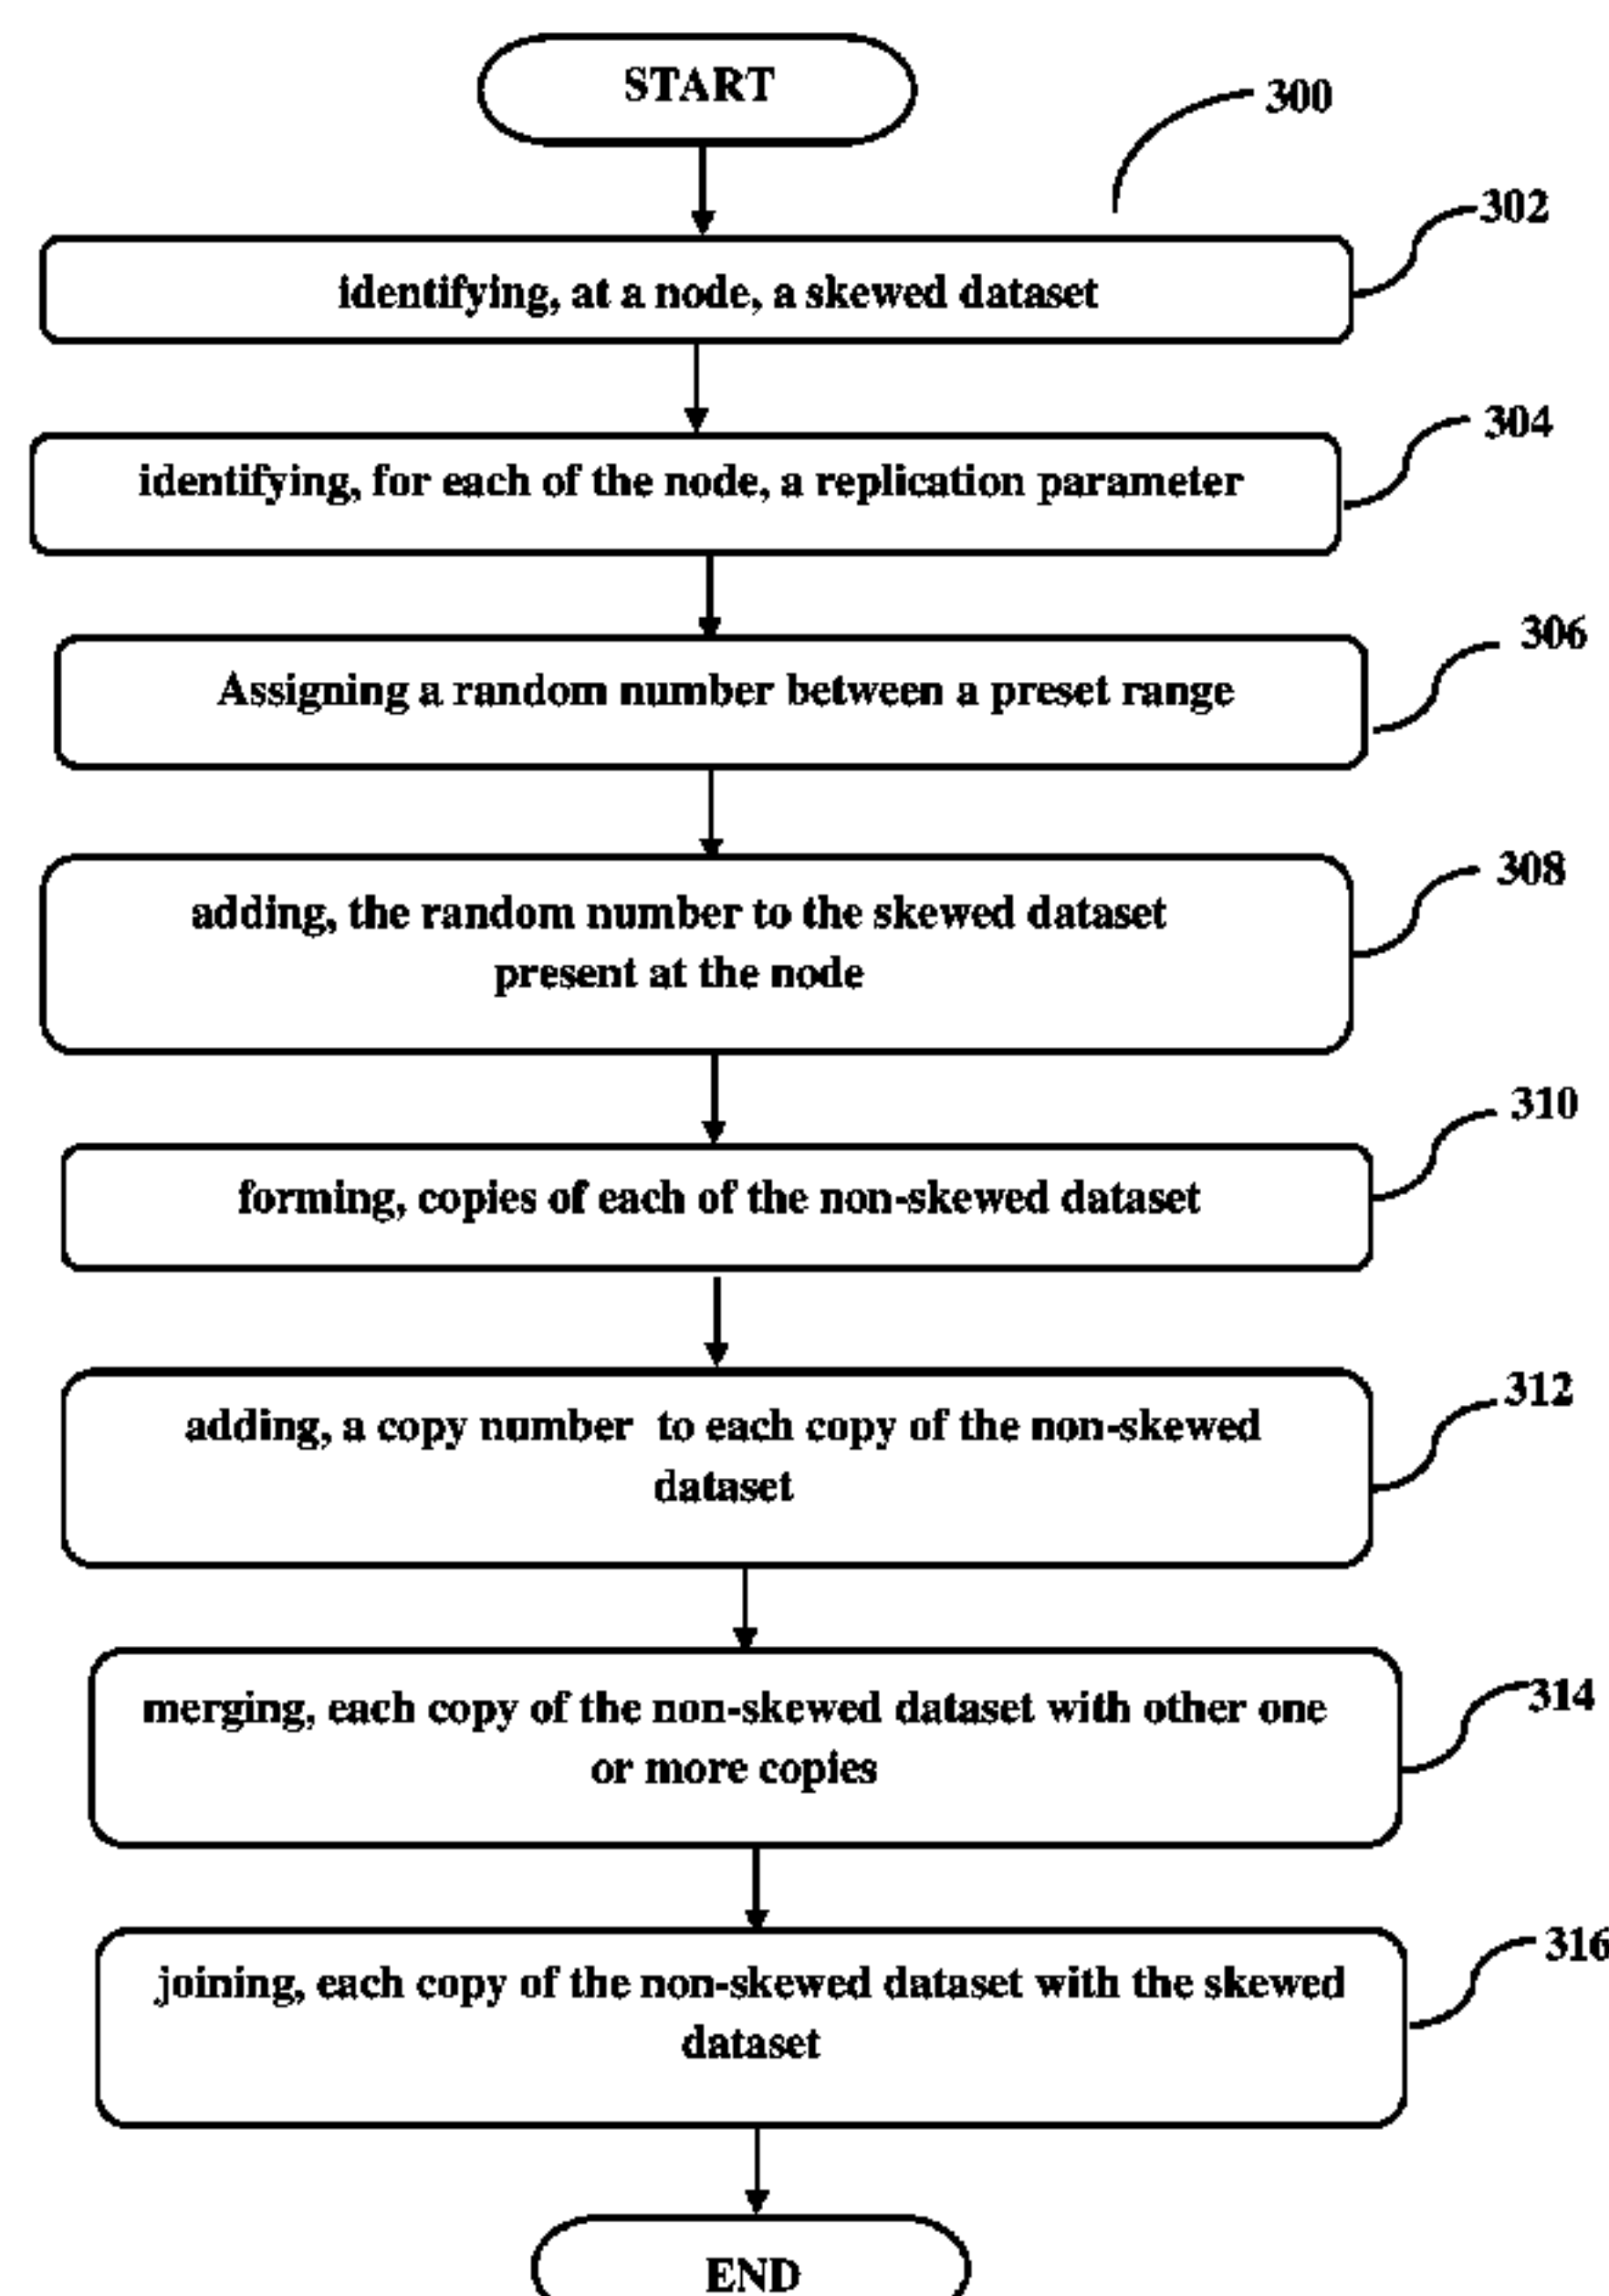 START
300
302
identifying, at a node, a skewed dataset
304
identifying, for each of the node, a replication parameter
306
Assigning a random number between a preset range
308
adding, the random number to the skewed dataset
present at the node
310
forming, copies of each of the non-skewed dataset
312
adding, a copy number to each copy of the non-skewed
dataset
314
merging, each copy of the non-skewed dataset with other one
or more copies
316
joining, each copy of the non-skewed dataset with the skewed
dataset
END